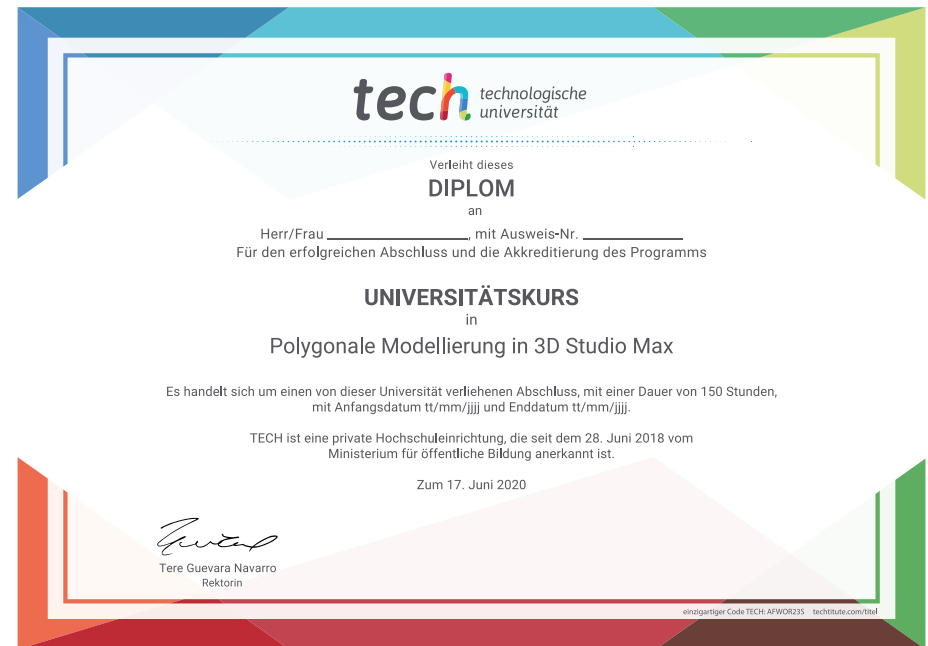 tech technologische
universität
Verleiht dieses
DIPLOM
an
Herr/Frau ____________________, mit Ausweis-Nr. ______________
Für den erfolgreichen Abschluss und die Akkreditierung des Programms
UNIVERSITÄTSKURS
in
Polygonale Modellierung in 3D Studio Max
Es handelt sich um einen von dieser Universität verliehenen Abschluss, mit einer Dauer von 150 Stunden,
mit Anfangsdatum tt/mm/jjjj und Enddatum tt/mm/jjjj.
TECH ist eine private Hochschuleinrichtung, die seit dem 28. Juni 2018 vom
Ministerium für öffentliche Bildung anerkannt ist.
Zum 17. Juni 2020
Tere Guevara Navarro
Rektorin
einzigartiger Code TECH: AFWOR23S techtitute.com/titel